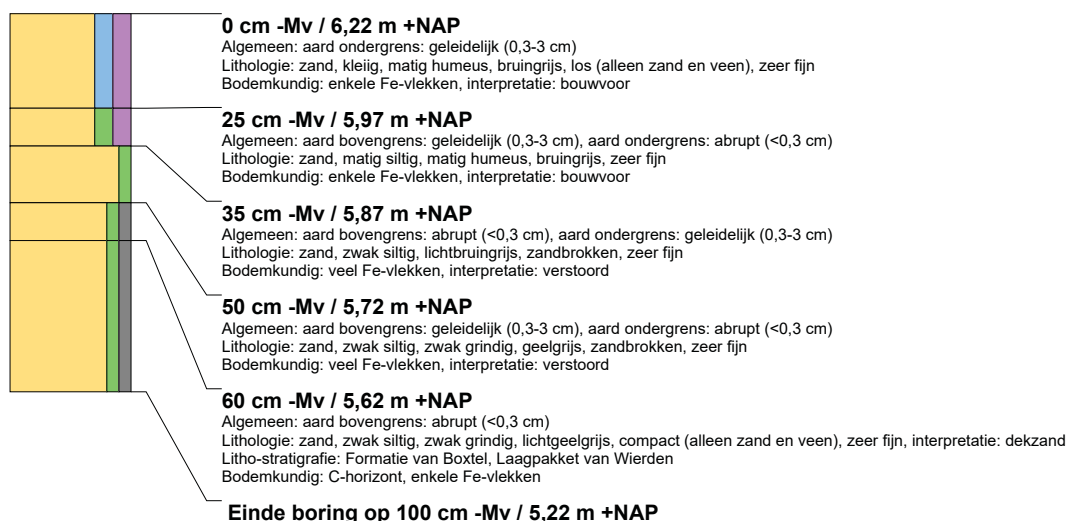 0 cm -Mv / 6,22 m +NAP
Algemeen: aard ondergrens: geleidelijk (0,3-3 cm)
Lithologie: zand, kleiig, matig humeus, bruingrijs, los (alleen zand en veen), zeer fijn
Bodemkundig: enkele Fe-vlekken, interpretatie: bouwvoor
25 cm -Mv / 5,97 m +NAP
Algemeen: aard bovengrens: geleidelijk (0,3-3 cm), aard ondergrens: abrupt (<0,3 cm)
Lithologie: zand, matig siltig, matig humeus, bruingrijs, zeer fijn
Bodemkundig: enkele Fe-vlekken, interpretatie: bouwvoor
35 cm -Mv / 5,87 m +NAP
Algemeen: aard bovengrens: abrupt (<0,3 cm), aard ondergrens: geleidelijk (0,3-3 cm)
Lithologie: zand, zwak siltig, lichtbruingrijs, zandbrokken, zeer fijn
Bodemkundig: veel Fe-vlekken, interpretatie: verstoord
50 cm -Mv / 5,72 m +NAP
Algemeen: aard bovengrens: geleidelijk (0,3-3 cm), aard ondergrens: abrupt (<0,3 cm)
Lithologie: zand, zwak siltig, zwak grindig, geelgrijs, zandbrokken, zeer fijn
Bodemkundig: veel Fe-vlekken, interpretatie: verstoord
60 cm -Mv / 5,62 m +NAP
Algemeen: aard bovengrens: abrupt (<0,3 cm)
Lithologie: zand, zwak siltig, zwak grindig, lichtgeelgrijs, compact (alleen zand en veen), zeer fijn, interpretatie: dekzand
Litho-stratigrafie: Formatie van Boxtel, Laagpakket van Wierden
Bodemkundig: C-horizont, enkele Fe-vlekken
Einde boring op 100 cm -Mv / 5,22 m +NAP